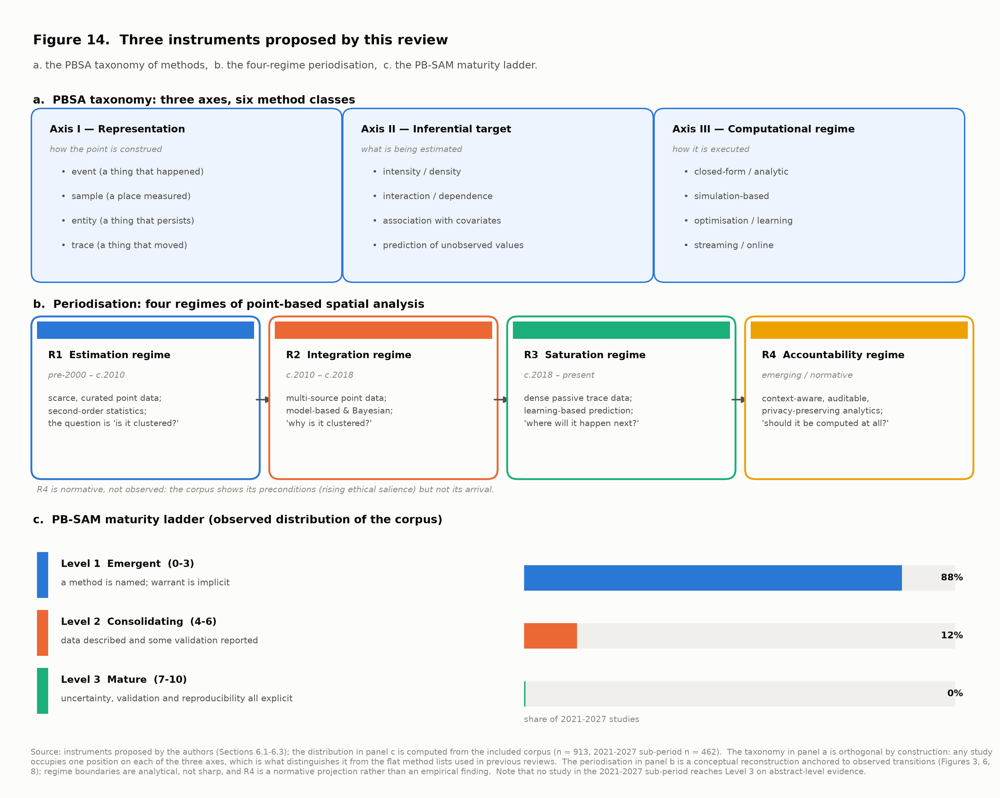 Figure 14. Three instruments proposed by this review
a. the PBSA taxonomy of methods, b. the four-regime periodisation, c. the PB-SAM maturity ladder.
a. PBSA taxonomy: three axes, six method classes
Axis I — Representation
how the point is construed
• event (a thing that happened)
• sample (a place measured)
• entity (a thing that persists)
• trace (a thing that moved)
Axis II — Inferential target
what is being estimated
• intensity / density
• interaction / dependence
• association with covariates
• prediction of unobserved values
Axis III — Computational regime
how it is executed
• closed-form / analytic
• simulation-based
• optimisation / learning
• streaming / online
b. Periodisation: four regimes of point-based spatial analysis
R1 Estimation regime
pre-2000 – c.2010
scarce, curated point data;
second-order statistics;
the question is 'is it clustered?'
R2 Integration regime
c.2010 – c.2018
multi-source point data;
model-based & Bayesian;
'why is it clustered?'
R3 Saturation regime
c.2018 – present
dense passive trace data;
learning-based prediction;
'where will it happen next?'
R4 Accountability regime
emerging / normative
context-aware, auditable,
privacy-preserving analytics;
'should it be computed at all?'
R4 is normative, not observed: the corpus shows its preconditions (rising ethical salience) but not its arrival.
c. PB-SAM maturity ladder (observed distribution of the corpus)
Level 1 Emergent (0-3)
a method is named; warrant is implicit
88%
Level 2 Consolidating (4-6)
data described and some validation reported
12%
Level 3 Mature (7-10)
uncertainty, validation and reproducibility all explicit
0%
share of 2021-2027 studies
Source: instruments proposed by the authors (Sections 6.1-6.3); the distribution in panel c is computed from the included corpus (n = 913, 2021-2027 sub-period n = 462). The taxonomy in panel a is orthogonal by construction: any study
occupies one position on each of the three axes, which is what distinguishes it from the flat method lists used in previous reviews. The periodisation in panel b is a conceptual reconstruction anchored to observed transitions (Figures 3, 6,
8); regime boundaries are analytical, not sharp, and R4 is a normative projection rather than an empirical finding. Note that no study in the 2021-2027 sub-period reaches Level 3 on abstract-level evidence.